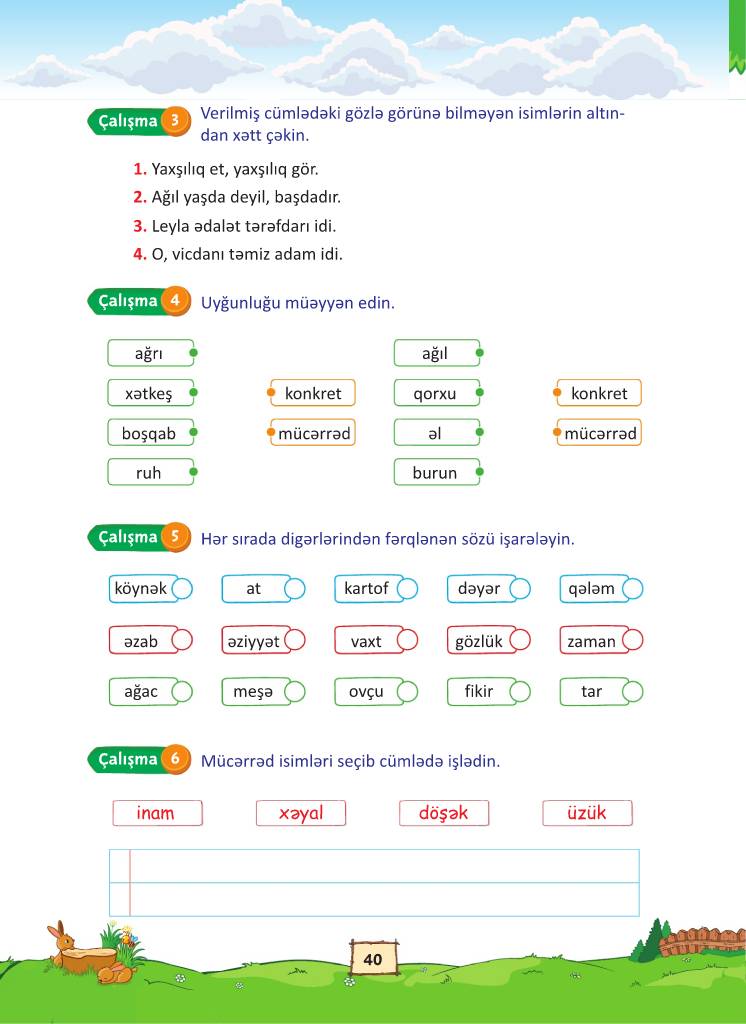 Çalışma 3 Verilmiş cümlədəki gözlə görünə bilməyən isimlərin altın-
dan xətt çəkin.
1. Yaxşılıq et, yaxşılıq gör.
2. Ağıl yaşda deyil, başdadır.
3. Leyla ədalət tərəfdarı idi.
4. O, vicdanı təmiz adam idi.
Çalışma 4 Uyğunluğu müəyyən edin.
ağrı ağıl
xətkeş konkret qorxu konkret
boşqab mücərrəd əl mücərrəd
ruh burun
Çalışma 5 Hər sırada digərlərindən fərqlənən sözü işarələyin.
köynək at kartof dəyər qələm
əzab əziyyət vaxt gözlük zaman
ağac meşə ovçu fikir tar
Çalışma 6 Mücərrəd isimləri seçib cümlədə işlədin.
inam xəyal döşək üzük
40